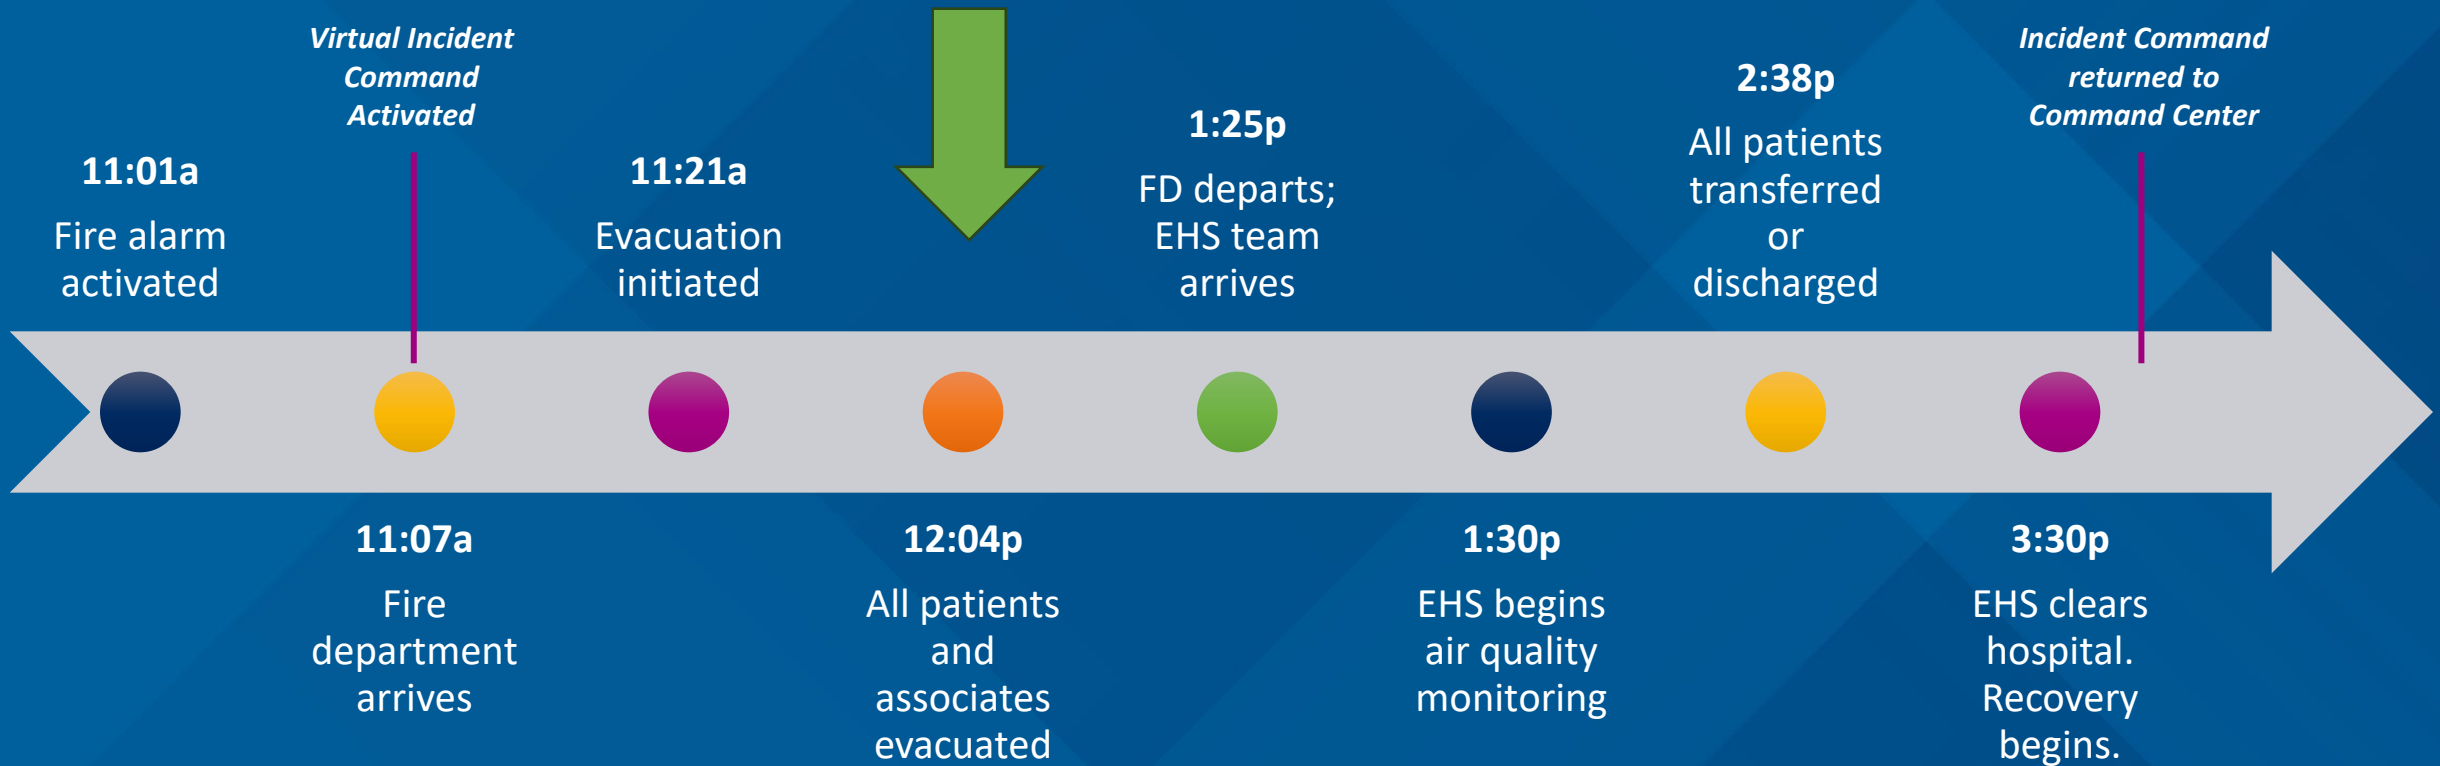 Virtual Incident
Command
Activated
Incident Command
returned to
Command Center
11:01a
Fire alarm
activated
11:21a
Evacuation
initiated
1:25p
FD departs;
EHS team
arrives
2:38p
All patients
transferred
or
discharged
11:07a
Fire
department
arrives
12:04p
All patients
and
associates
evacuated
1:30p
EHS begins
air quality
monitoring
3:30p
EHS clears
hospital.
Recovery
begins.